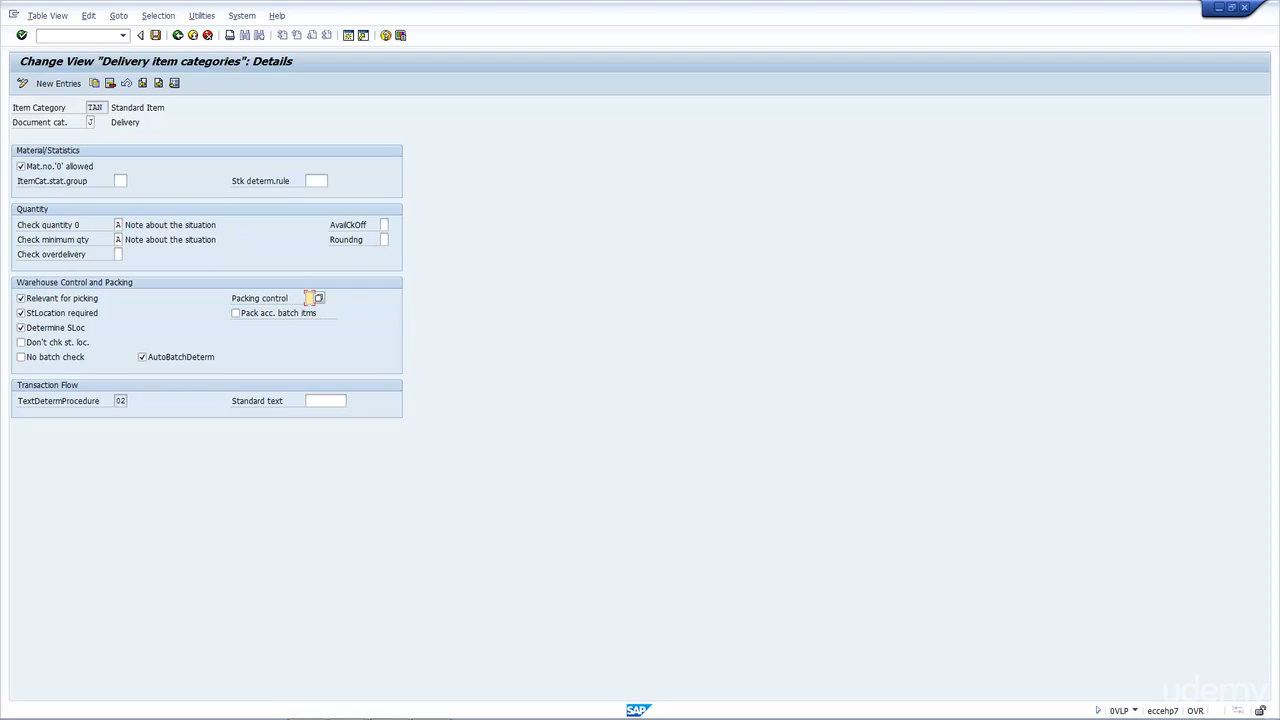 Table View Edit Goto Selection Utilities System Help
Change View "Delivery item categories": Details
New Entries
Item Category TAN Standard Item
Document cat. J Delivery
Material/Statistics
Mat.no.'0' allowed
ItemCat.stat.group Stk determ.rule
Quantity
Check quantity 0 A Note about the situation AvailCkOff
Check minimum qty A Note about the situation Roundng
Check overdelivery
Warehouse Control and Packing
Relevant for picking Packing control
StLocation required Pack acc. batch itms
Determine SLoc
Don't chk st. loc.
No batch check AutoBatchDeterm
Transaction Flow
TextDetermProcedure 02 Standard text
udemy
SAP 0VLP eccehp7 OVR